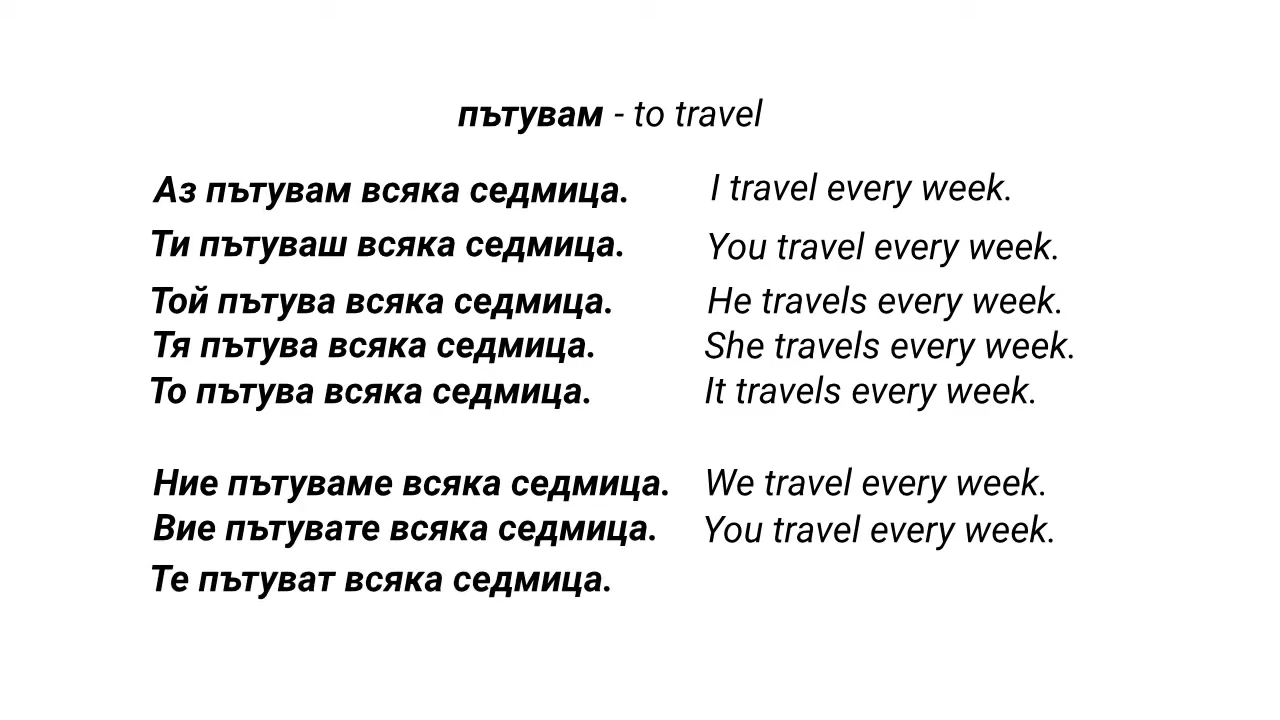 пътувам - to travel
Аз пътувам всяка седмица. I travel every week.
Ти пътуваш всяка седмица. You travel every week.
Той пътува всяка седмица. He travels every week.
Тя пътува всяка седмица. She travels every week.
То пътува всяка седмица. It travels every week.
Ние пътуваме всяка седмица. We travel every week.
Вие пътувате всяка седмица. You travel every week.
Те пътуват всяка седмица.